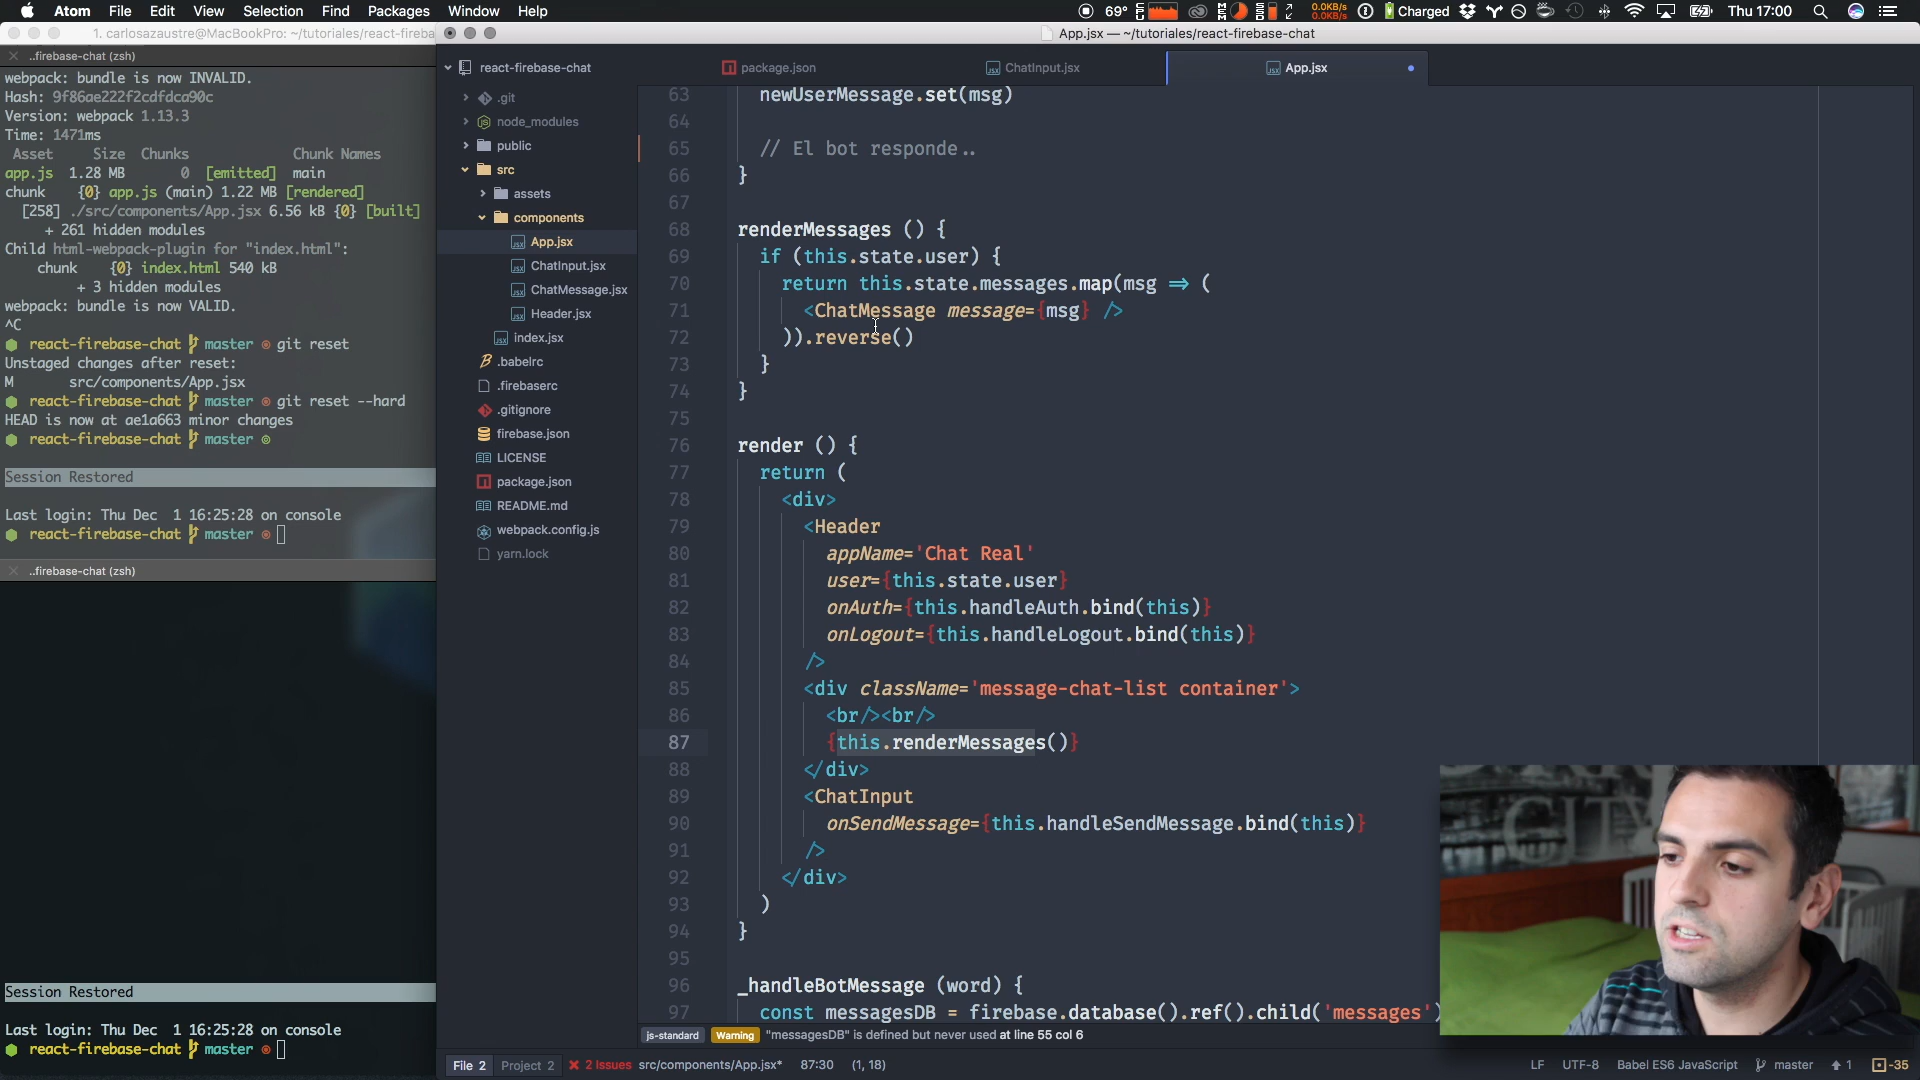 Atom File Edit View Selection Find Packages Window Help
69° 0.0KB/s 0.0KB/s Charged Thu 17:00
1. carlosazaustre@MacBookPro: ~/tutoriales/react-fireba
App.jsx — ~/tutoriales/react-firebase-chat
..firebase-chat (zsh)
webpack: bundle is now INVALID.
Hash: 9f86ae222f2cdfdca90c
Version: webpack 1.13.3
Time: 1471ms
Asset Size Chunks Chunk Names
app.js 1.28 MB 0 [emitted] main
chunk {0} app.js (main) 1.22 MB [rendered]
[258] ./src/components/App.jsx 6.56 kB {0} [built]
+ 261 hidden modules
Child html-webpack-plugin for "index.html":
chunk {0} index.html 540 kB
+ 3 hidden modules
webpack: bundle is now VALID.
^C
react-firebase-chat master git reset
Unstaged changes after reset:
M src/components/App.jsx
react-firebase-chat master git reset --hard
HEAD is now at ae1a663 minor changes
react-firebase-chat master
Session Restored
Last login: Thu Dec 1 16:25:28 on console
react-firebase-chat master
..firebase-chat (zsh)
Session Restored
Last login: Thu Dec 1 16:25:28 on console
react-firebase-chat master
react-firebase-chat
.git
node_modules
public
src
assets
components
App.jsx
ChatInput.jsx
ChatMessage.jsx
Header.jsx
index.jsx
.babelrc
.firebaserc
.gitignore
firebase.json
LICENSE
package.json
README.md
webpack.config.js
yarn.lock
package.json ChatInput.jsx App.jsx
63 newUserMessage.set(msg)
64
65 // El bot responde..
66 }
67
68 renderMessages () {
69 if (this.state.user) {
70 return this.state.messages.map(msg => (
71 <ChatMessage message={msg} />
72 )).reverse()
73 }
74 }
75
76 render () {
77 return (
78 <div>
79 <Header
80 appName='Chat Real'
81 user={this.state.user}
82 onAuth={this.handleAuth.bind(this)}
83 onLogout={this.handleLogout.bind(this)}
84 />
85 <div className='message-chat-list container'>
86 <br/><br/>
87 {this.renderMessages()}
88 </div>
89 <ChatInput
90 onSendMessage={this.handleSendMessage.bind(this)}
91 />
92 </div>
93 )
94 }
95
96 _handleBotMessage (word) {
97 const messagesDB = firebase.database().ref().child('messages')
js-standard Warning "messagesDB" is defined but never used at line 55 col 6
File 2 Project 2 2 Issues src/components/App.jsx* 87:30 (1, 18) LF UTF-8 Babel ES6 JavaScript master 1 -35
CITY